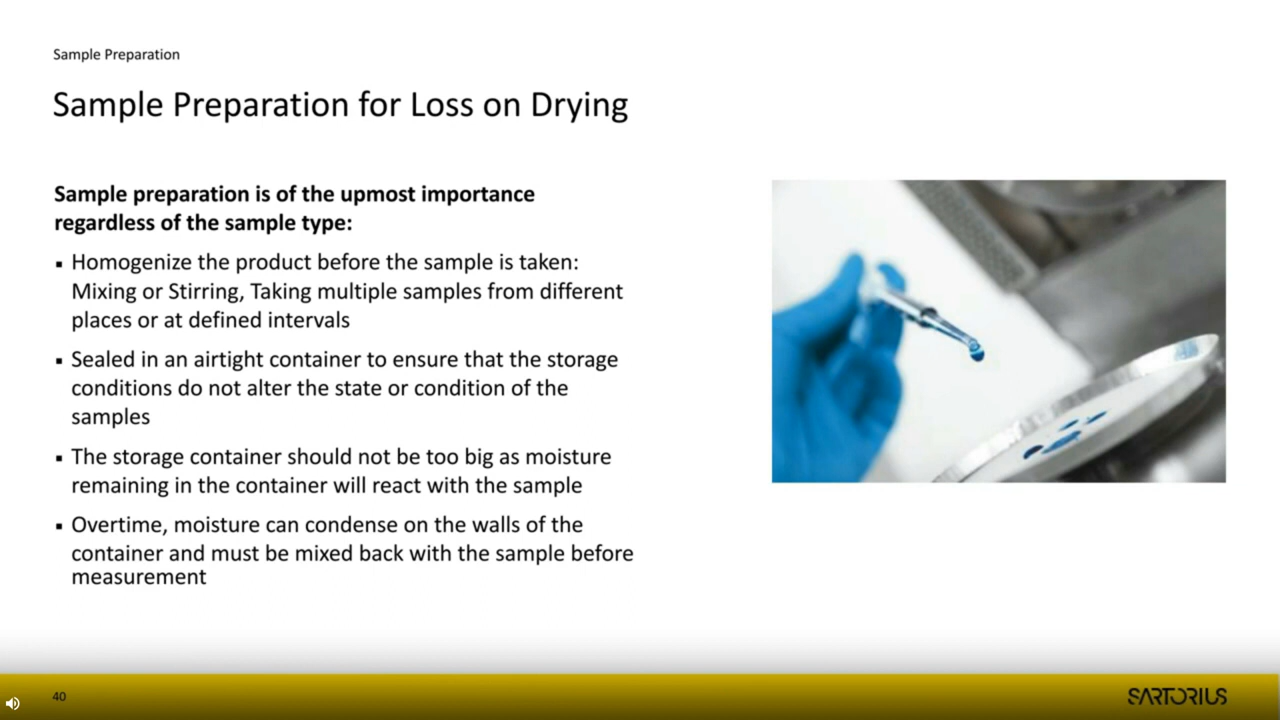 Sample Preparation
Sample Preparation for Loss on Drying
Sample preparation is of the upmost importance
regardless of the sample type:
▪ Homogenize the product before the sample is taken:
Mixing or Stirring, Taking multiple samples from different
places or at defined intervals
▪ Sealed in an airtight container to ensure that the storage
conditions do not alter the state or condition of the
samples
▪ The storage container should not be too big as moisture
remaining in the container will react with the sample
▪ Overtime, moisture can condense on the walls of the
container and must be mixed back with the sample before
measurement
40
SARTORIUS